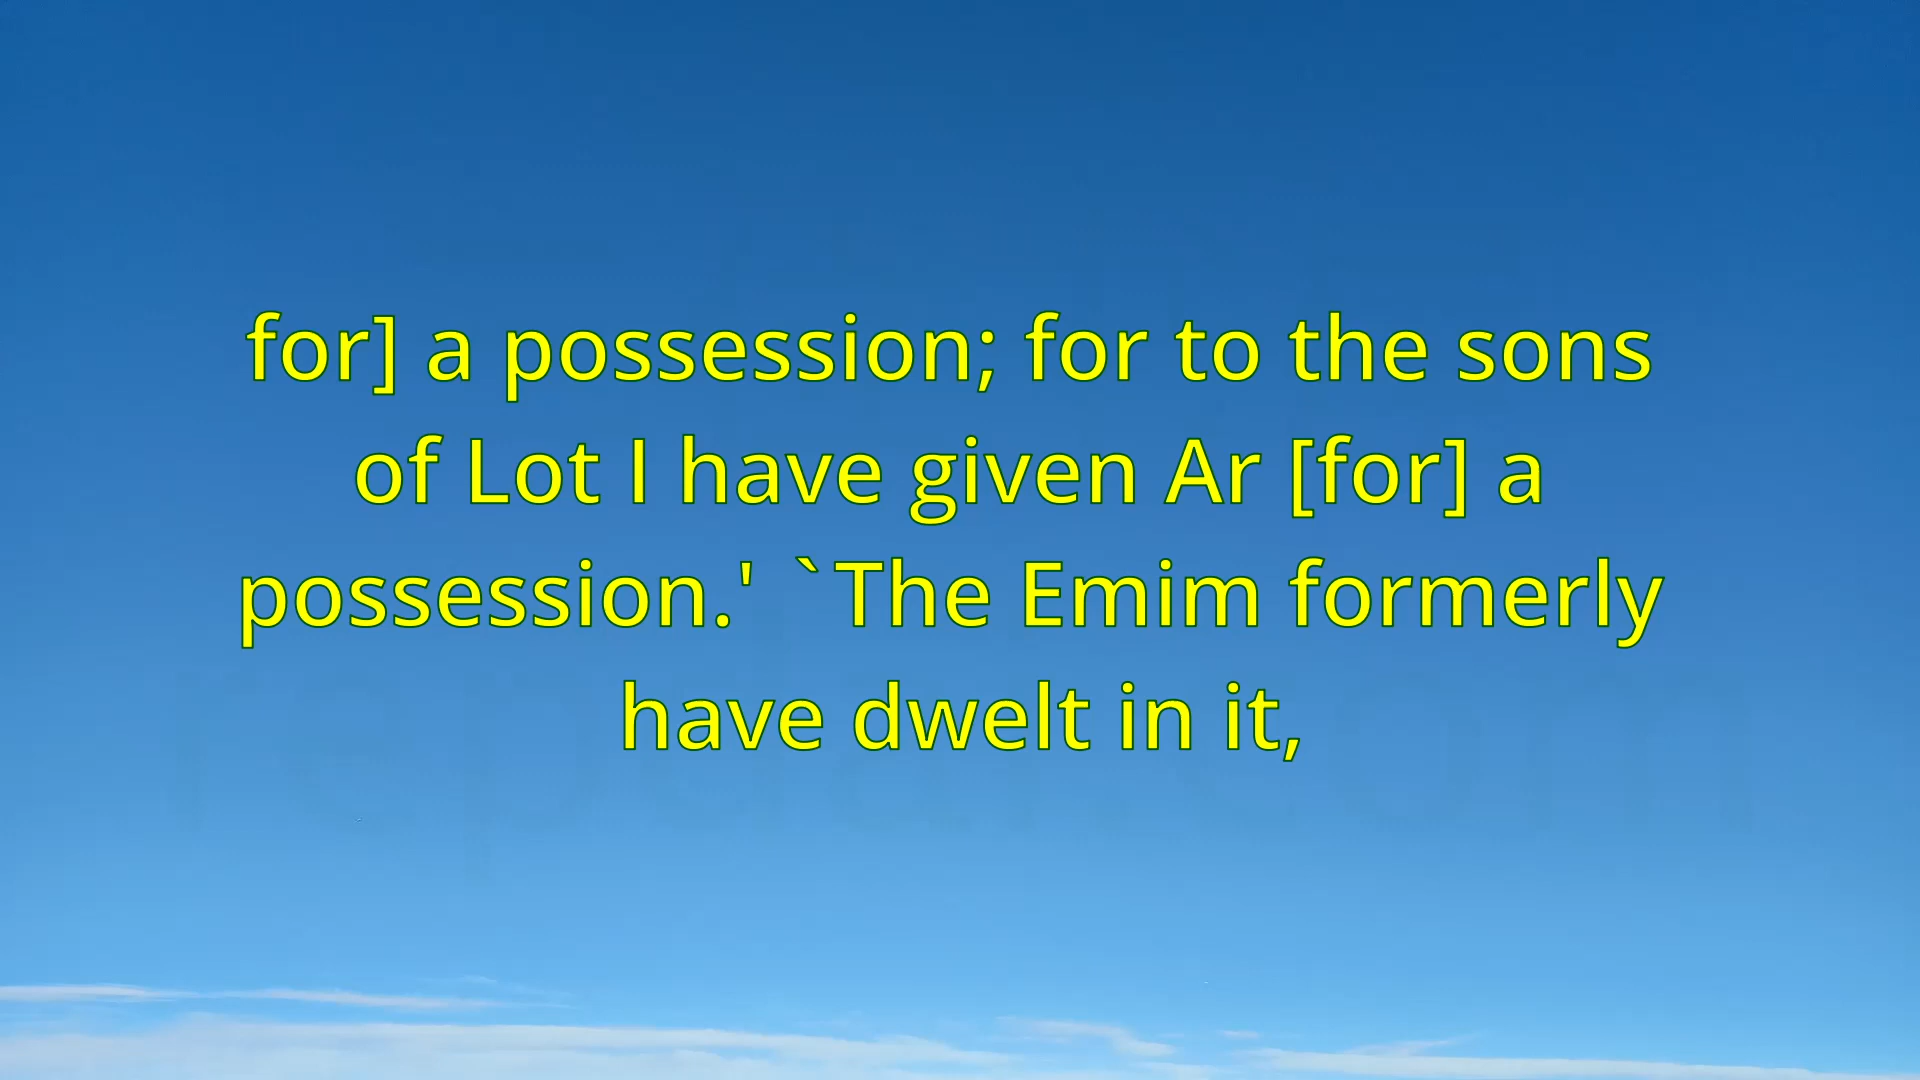 for] a possession; for to the sons
of Lot I have given Ar [for] a
possession.' `The Emim formerly
have dwelt in it,